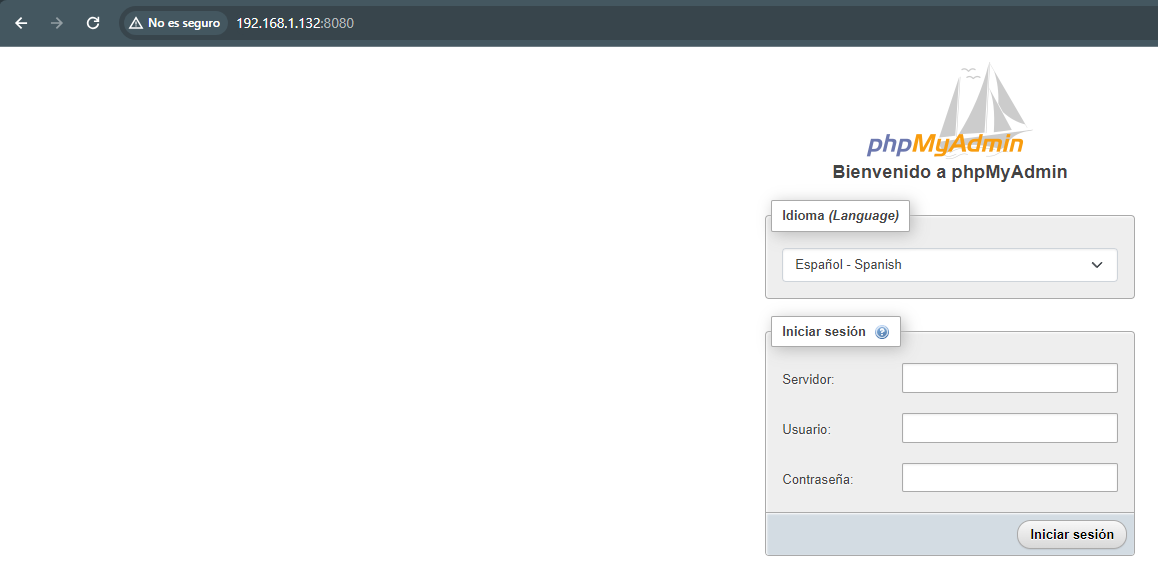 No es seguro 192.168.1.132:8080
phpMyAdmin
Bienvenido a phpMyAdmin
Idioma (Language)
Español - Spanish
Iniciar sesión
Servidor:
Usuario:
Contraseña:
Iniciar sesión